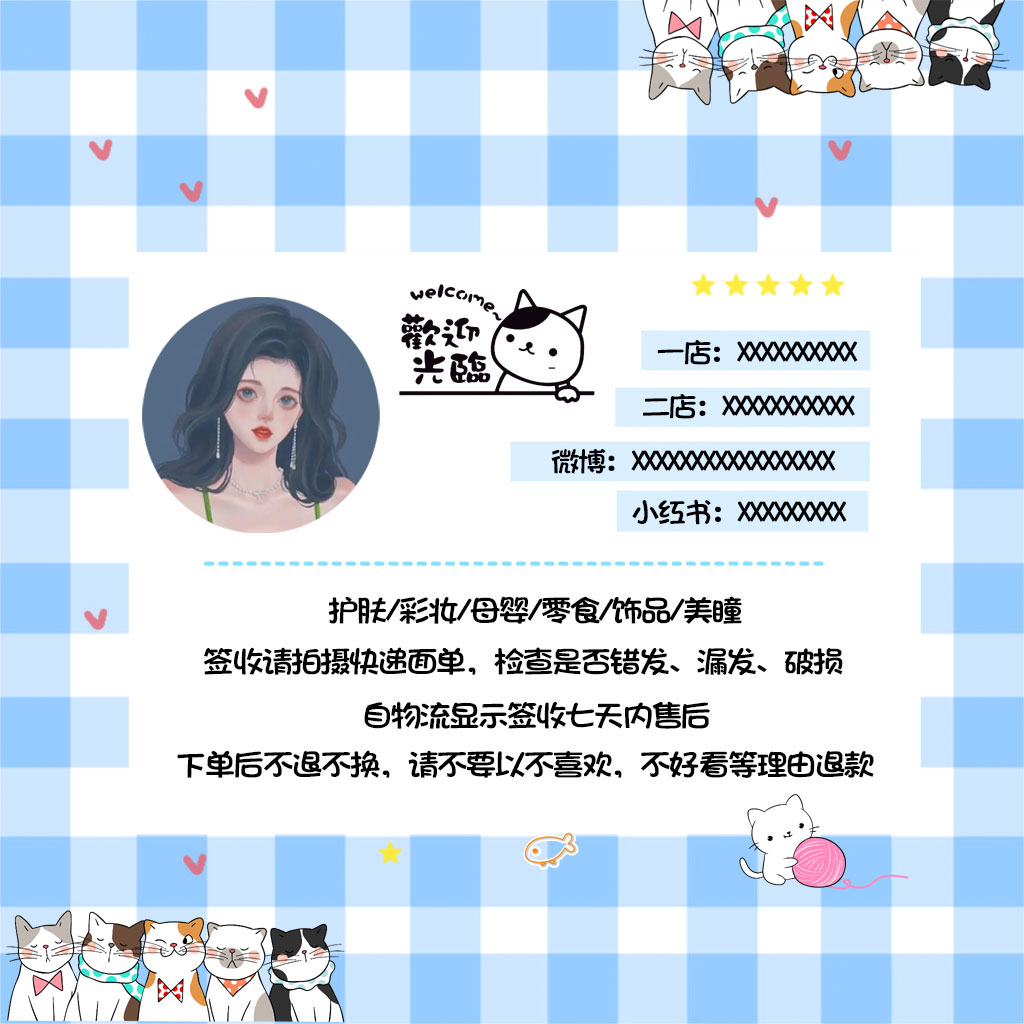 welcome~
歡迎
光臨
一店：XXXXXXXXXX
二店：XXXXXXXXXXX
微博：XXXXXXXXXXXXXXXXX
小红书：XXXXXXXXX
护肤/彩妆/母婴/零食/饰品/美瞳
签收请拍摄快递面单，检查是否错发、漏发、破损
自物流显示签收七天内售后
下单后不退不换，请不要以不喜欢，不好看等理由退款